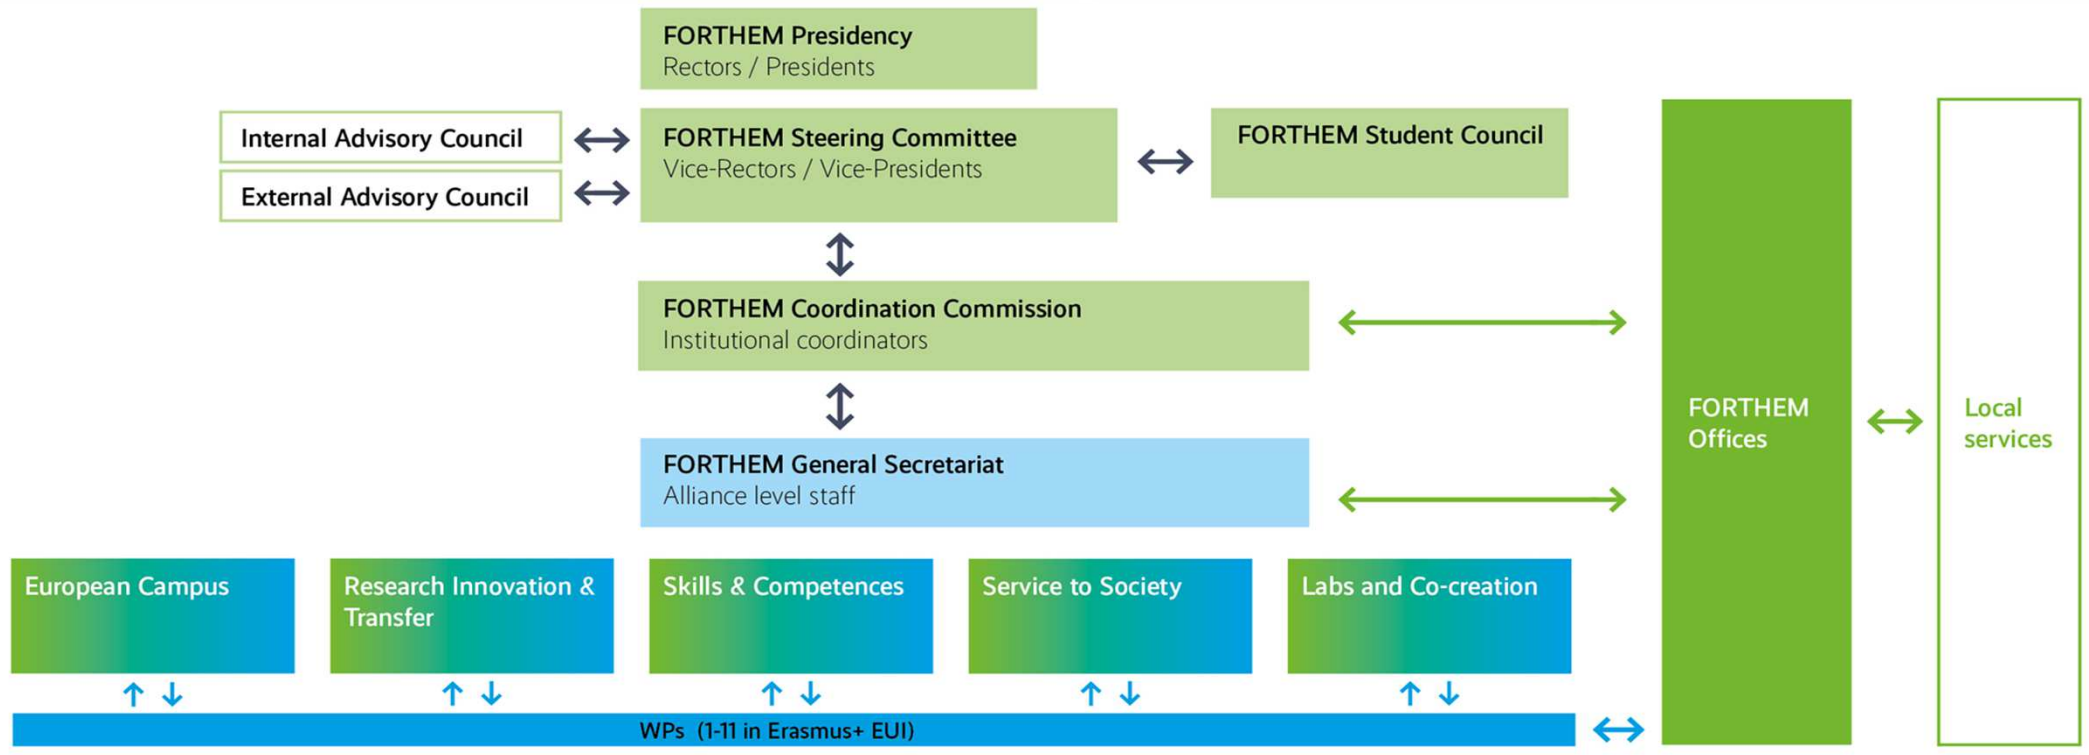 FORTHEM Presidency
Rectors / Presidents
Internal Advisory Council
External Advisory Council
FORTHEM Steering Committee
Vice-Rectors / Vice-Presidents
FORTHEM Student Council
FORTHEM Coordination Commission
Institutional coordinators
FORTHEM General Secretariat
Alliance level staff
FORTHEM
Offices
Local
services
European Campus
Research Innovation &
Transfer
Skills & Competences
Service to Society
Labs and Co-creation
WPs (1-11 in Erasmus+ EUI)